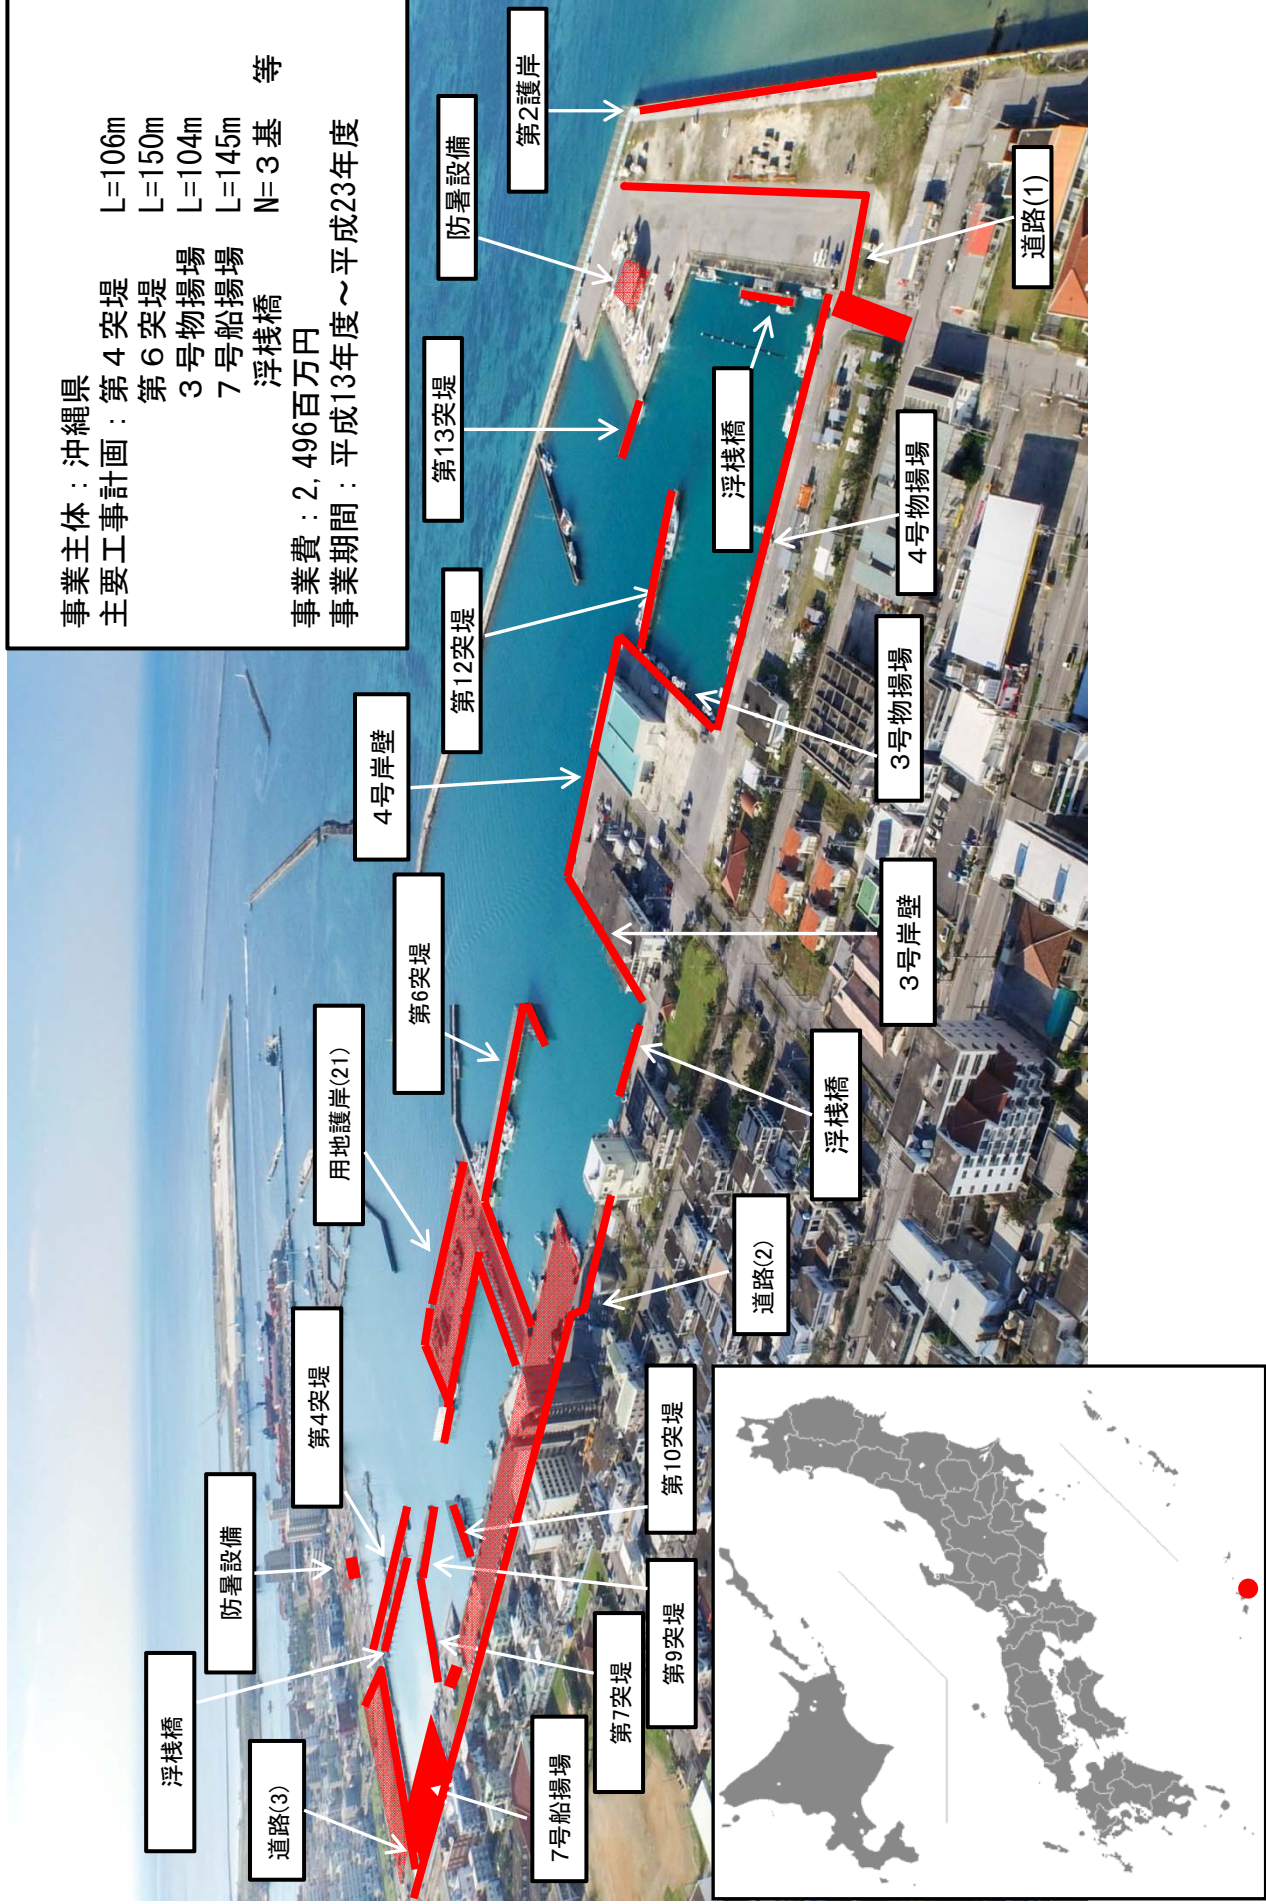 事業主体：沖縄県
主要工事計画：第４突堤　L=106m
第６突堤　L=150m
３号物揚場　L=104m
７号船揚場　L=145m
浮桟橋　N=３基　等
事業費：2,496百万円
事業期間：平成13年度～平成23年度
道路(3)
浮桟橋
防暑設備
第4突堤
用地護岸(21)
第6突堤
4号岸壁
第12突堤
第13突堤
防暑設備
第2護岸
7号船揚場
第7突堤
第9突堤
第10突堤
道路(2)
浮桟橋
3号岸壁
3号物揚場
4号物揚場
浮桟橋
道路(1)